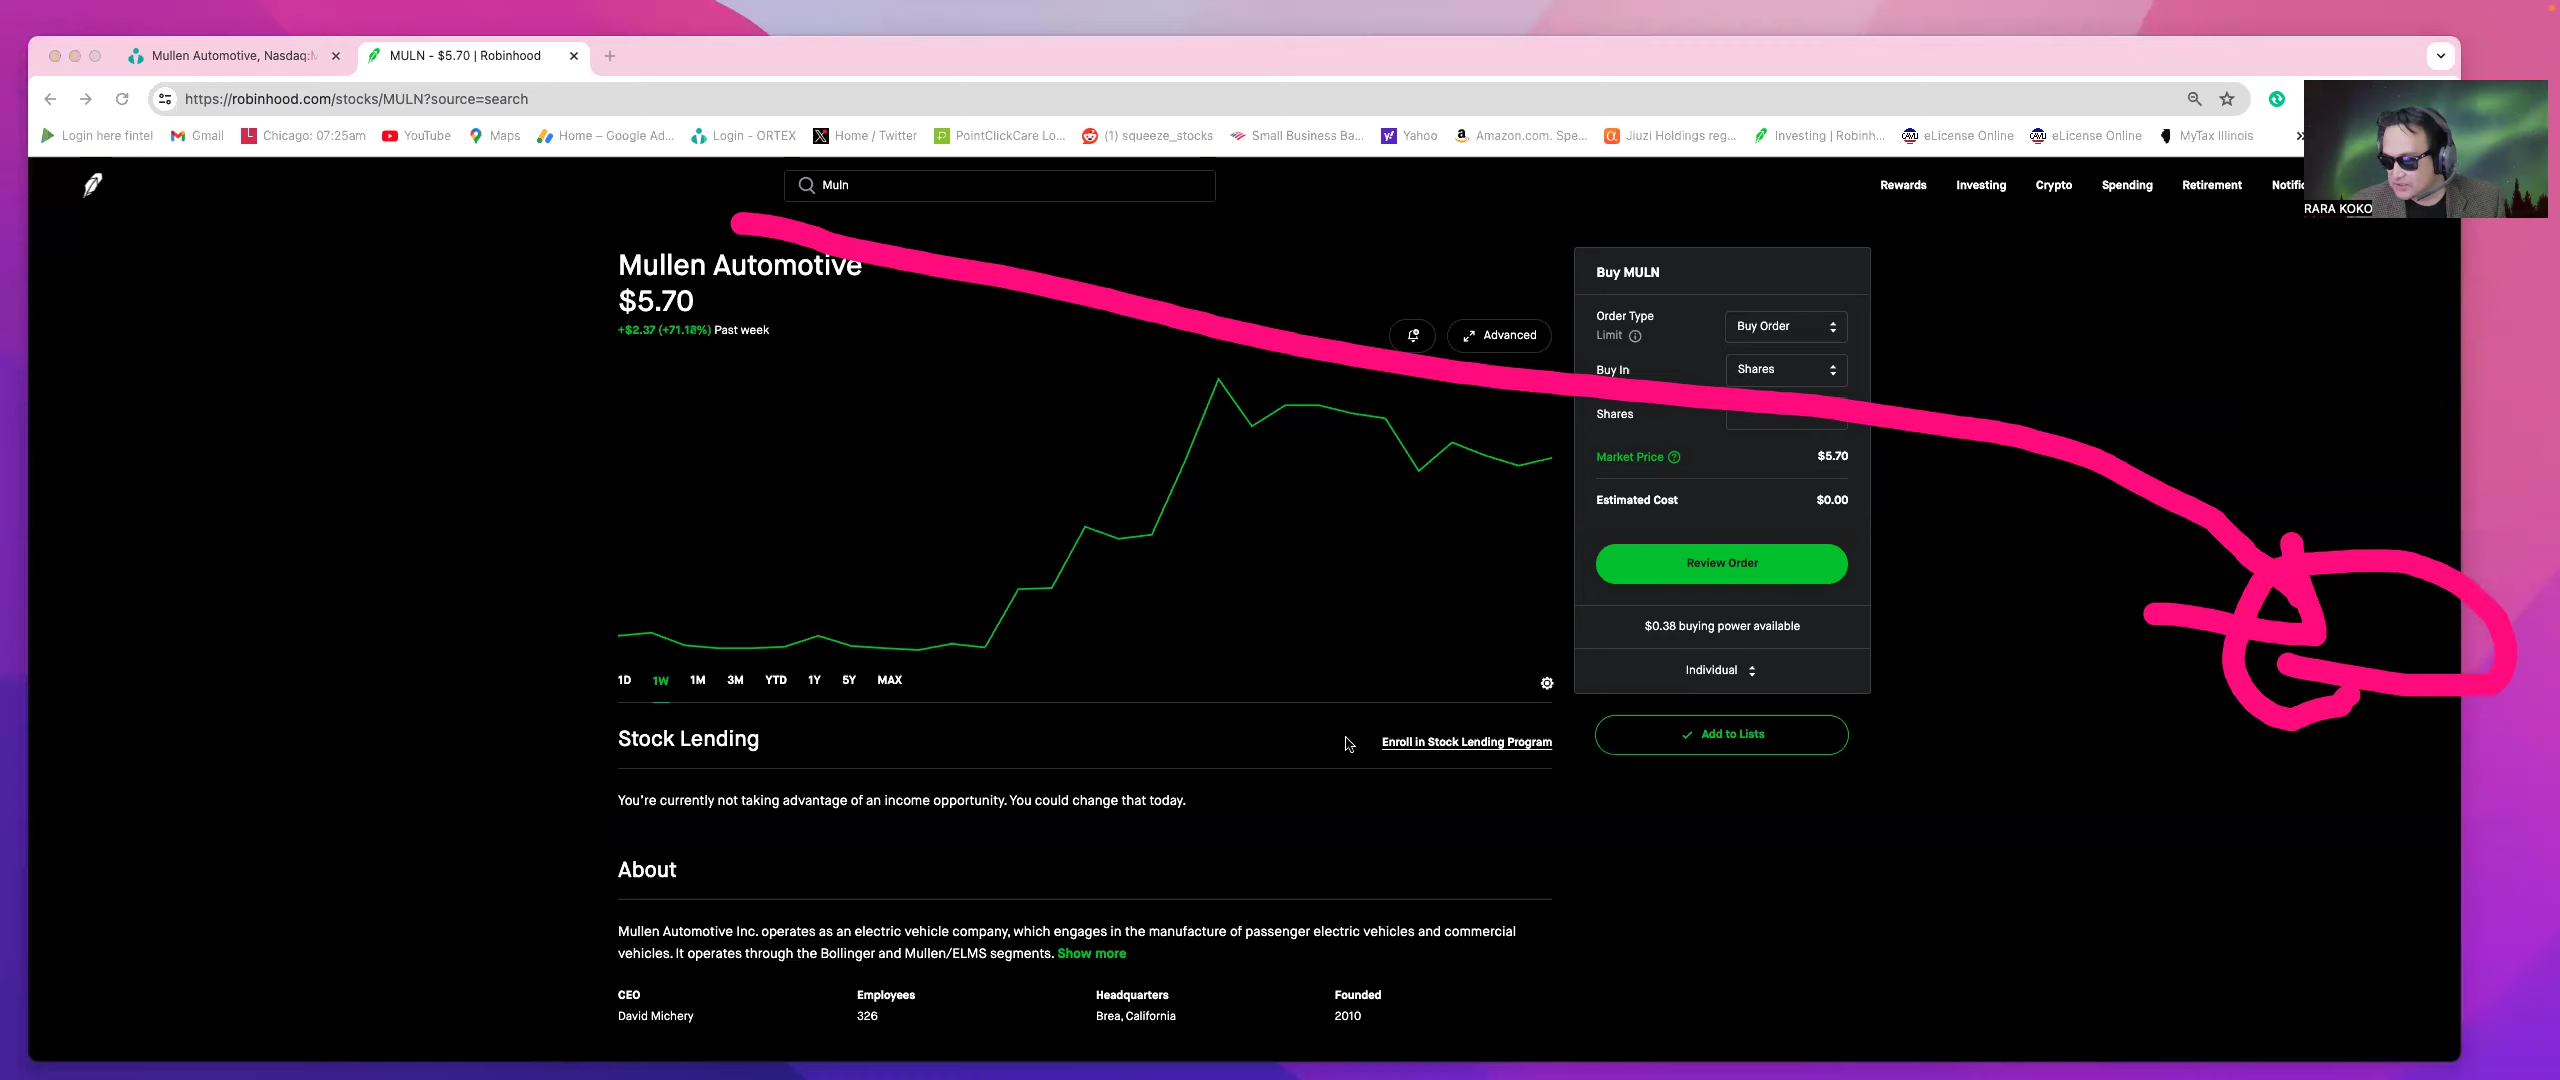 Mullen Automotive, Nasdaq:M
MULN - $5.70 | Robinhood
https://robinhood.com/stocks/MULN?source=search
Login here fintel
Gmail
Chicago: 07:25am
YouTube
Maps
Home – Google Ad...
Login - ORTEX
Home / Twitter
PointClickCare Lo...
(1) squeeze_stocks
Small Business Ba...
Yahoo
Amazon.com. Spe...
Jiuzi Holdings reg...
Investing | Robinh...
eLicense Online
eLicense Online
MyTax Illinois
»
Muln
Rewards
Investing
Crypto
Spending
Retirement
Notific
RARA KOKO
Mullen Automotive
$5.70
+$2.37 (+71.18%) Past week
Advanced
1D 1W 1M 3M YTD 1Y 5Y MAX
Buy MULN
Order Type
Limit
Buy Order
Buy In
Shares
Shares
Market Price
$5.70
Estimated Cost
$0.00
Review Order
$0.38 buying power available
Individual
Add to Lists
Stock Lending
Enroll in Stock Lending Program
You're currently not taking advantage of an income opportunity. You could change that today.
About
Mullen Automotive Inc. operates as an electric vehicle company, which engages in the manufacture of passenger electric vehicles and commercial
vehicles. It operates through the Bollinger and Mullen/ELMS segments. Show more
CEO
David Michery
Employees
326
Headquarters
Brea, California
Founded
2010